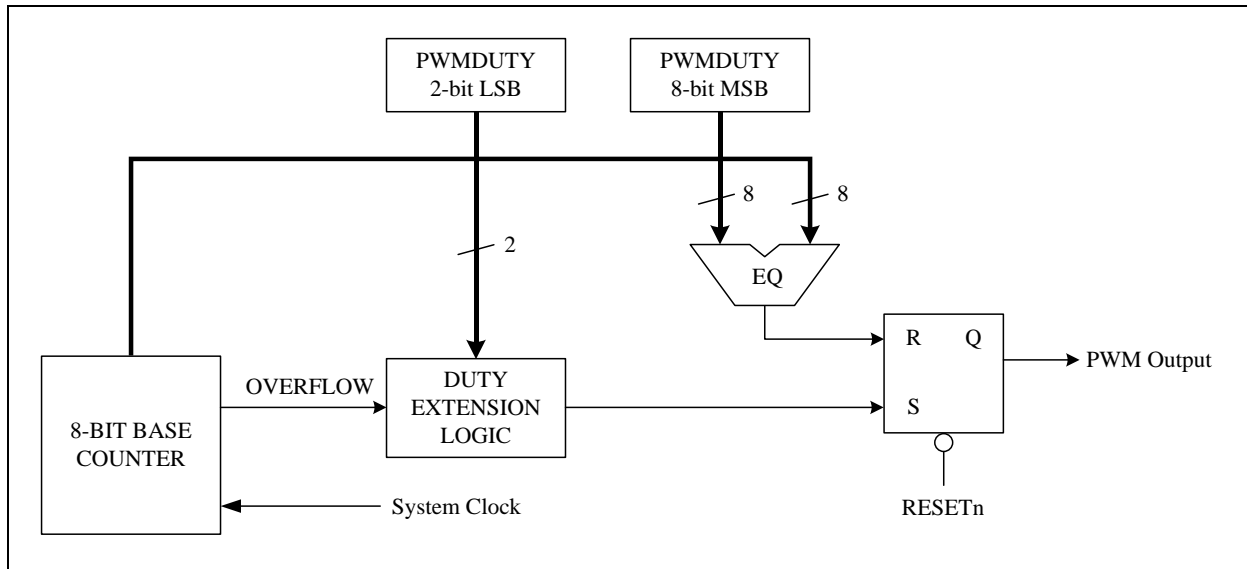 PWMDUTY
2-bit LSB
PWMDUTY
8-bit MSB
8
8
2
EQ
R
Q
S
PWM Output
OVERFLOW
DUTY
EXTENSION
LOGIC
8-BIT BASE
COUNTER
System Clock
RESETn